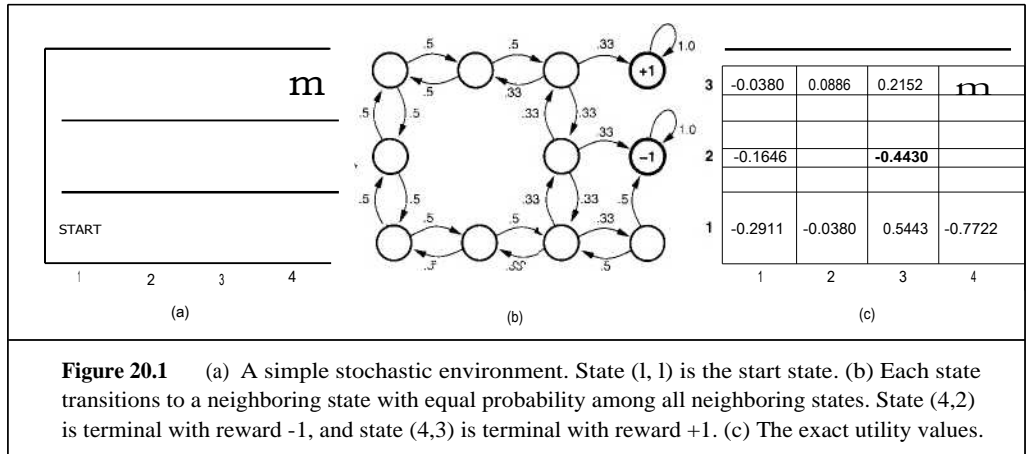 m
START
1 2 3 4
(a)
.5 .5 .33 1.0
+1
.5 .33
.5 .5 .33 .33
.33 1.0
−1
.5 .5 .33 .33 .5
.5 .5 .33
.5
(b)
3 -0.0380 0.0886 0.2152 m
2 -0.1646 -0.4430
1 -0.2911 -0.0380 0.5443 -0.7722
1 2 3 4
(c)
Figure 20.1 (a) A simple stochastic environment. State (l, l) is the start state. (b) Each state
transitions to a neighboring state with equal probability among all neighboring states. State (4,2)
is terminal with reward -1, and state (4,3) is terminal with reward +1. (c) The exact utility values.